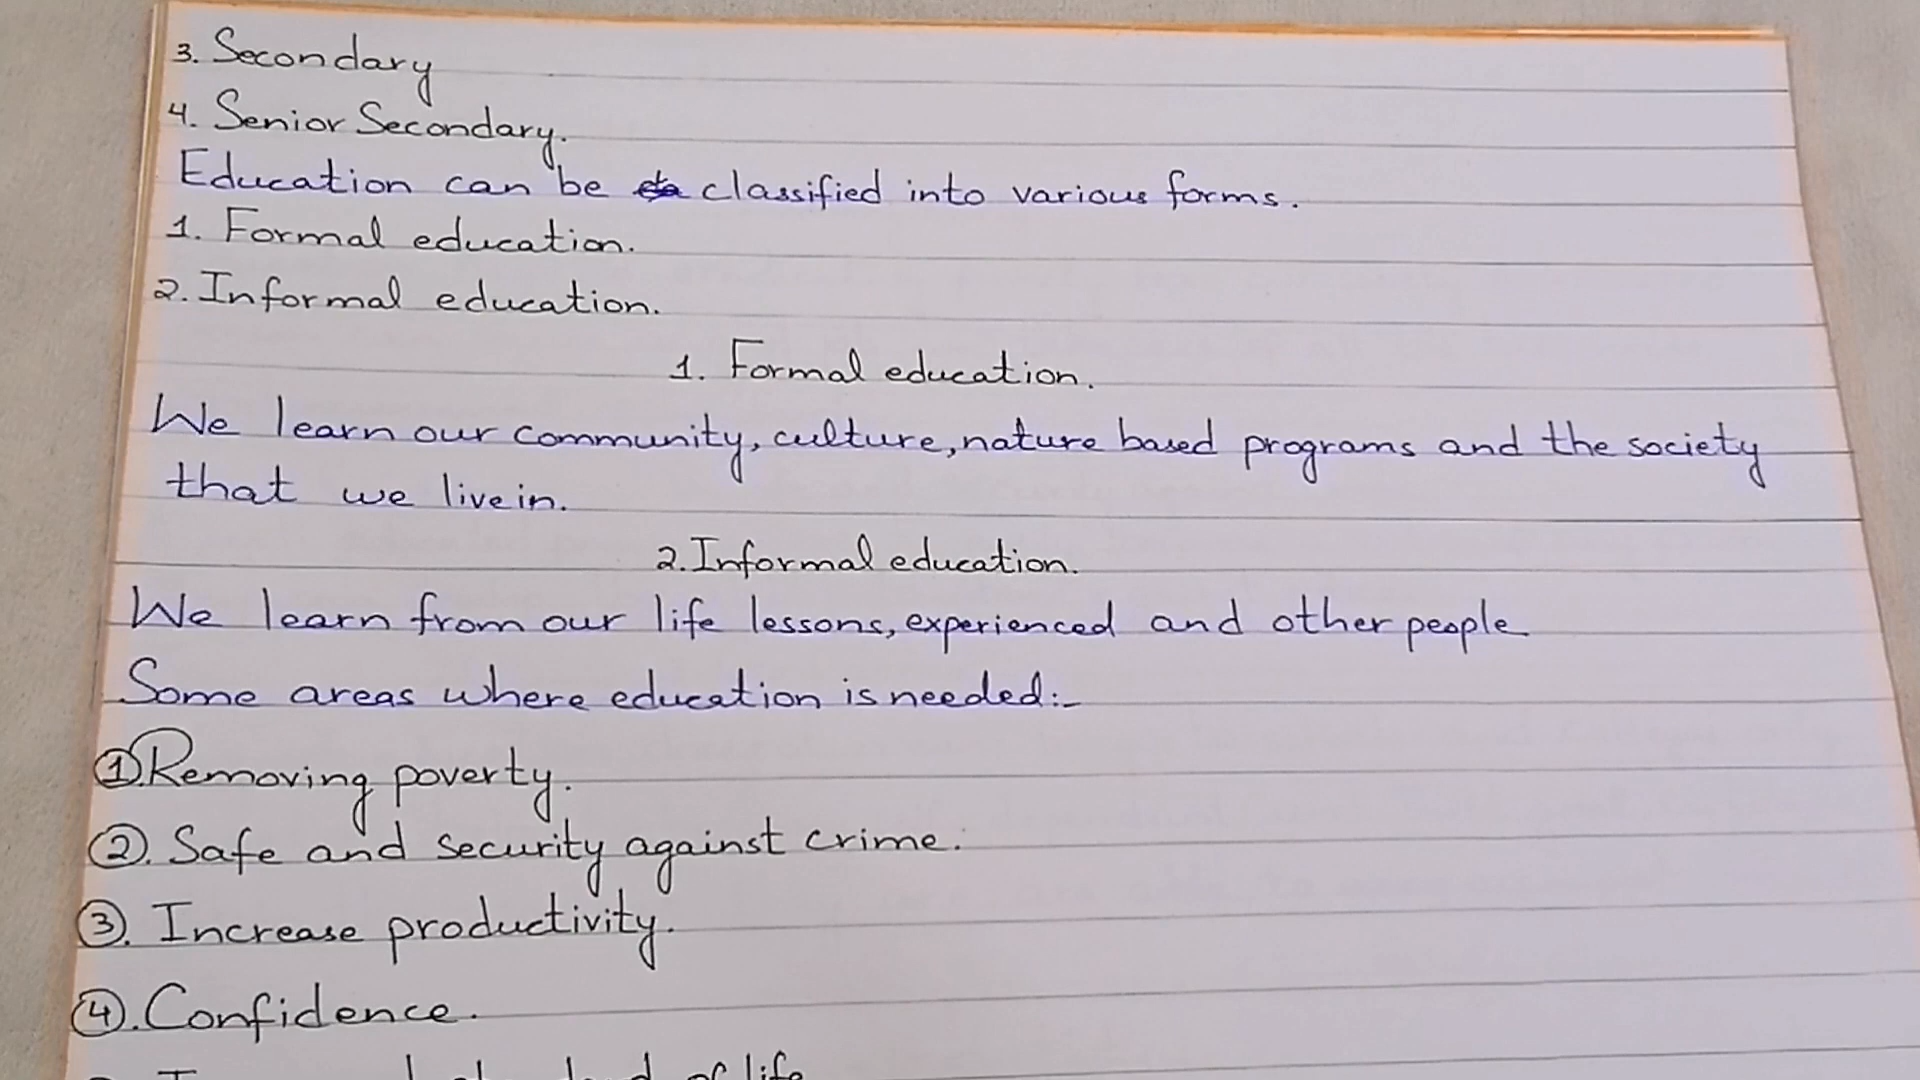 3. Secondary
4. Senior Secondary.
Education can be classified into various forms.
1. Formal education.
2. Informal education.
1. Formal education.
We learn our community, culture, nature based programs and the society
that we live in.
2. Informal education.
We learn from our life lessons, experienced and other people
Some areas where education is needed:-
①. Removing poverty.
②. Safe and security against crime.
③. Increase productivity.
④. Confidence.
of life